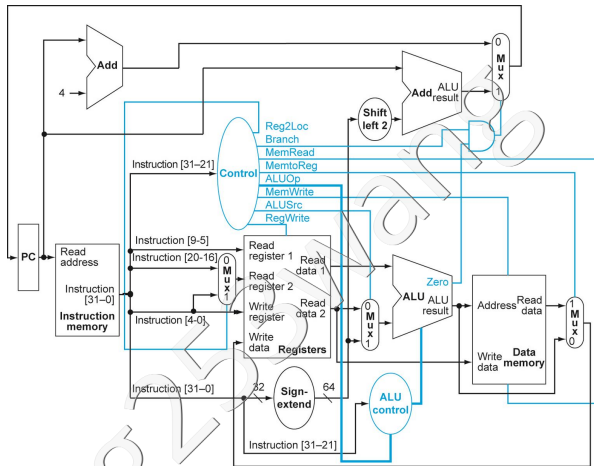 Add
4
0
M
u
x
1
Add
ALU
result
Shift
left 2
Reg2Loc
Branch
MemRead
MemtoReg
ALUOp
MemWrite
ALUSrc
RegWrite
Control
Instruction [31–21]
PC
Read
address
Instruction
[31–0]
Instruction
memory
Instruction [9-5]
Instruction [20-16]
Instruction [4-0]
0
M
u
x
1
Read
register 1
Read
register 2
Write
register
Write
data
Read
data 1
Read
data 2
Registers
0
M
u
x
1
Zero
ALU
ALU
result
Address
Read
data
Write
data
Data
memory
1
M
u
x
0
Instruction [31–0]
32
Sign-
extend
64
Instruction [31–21]
ALU
control